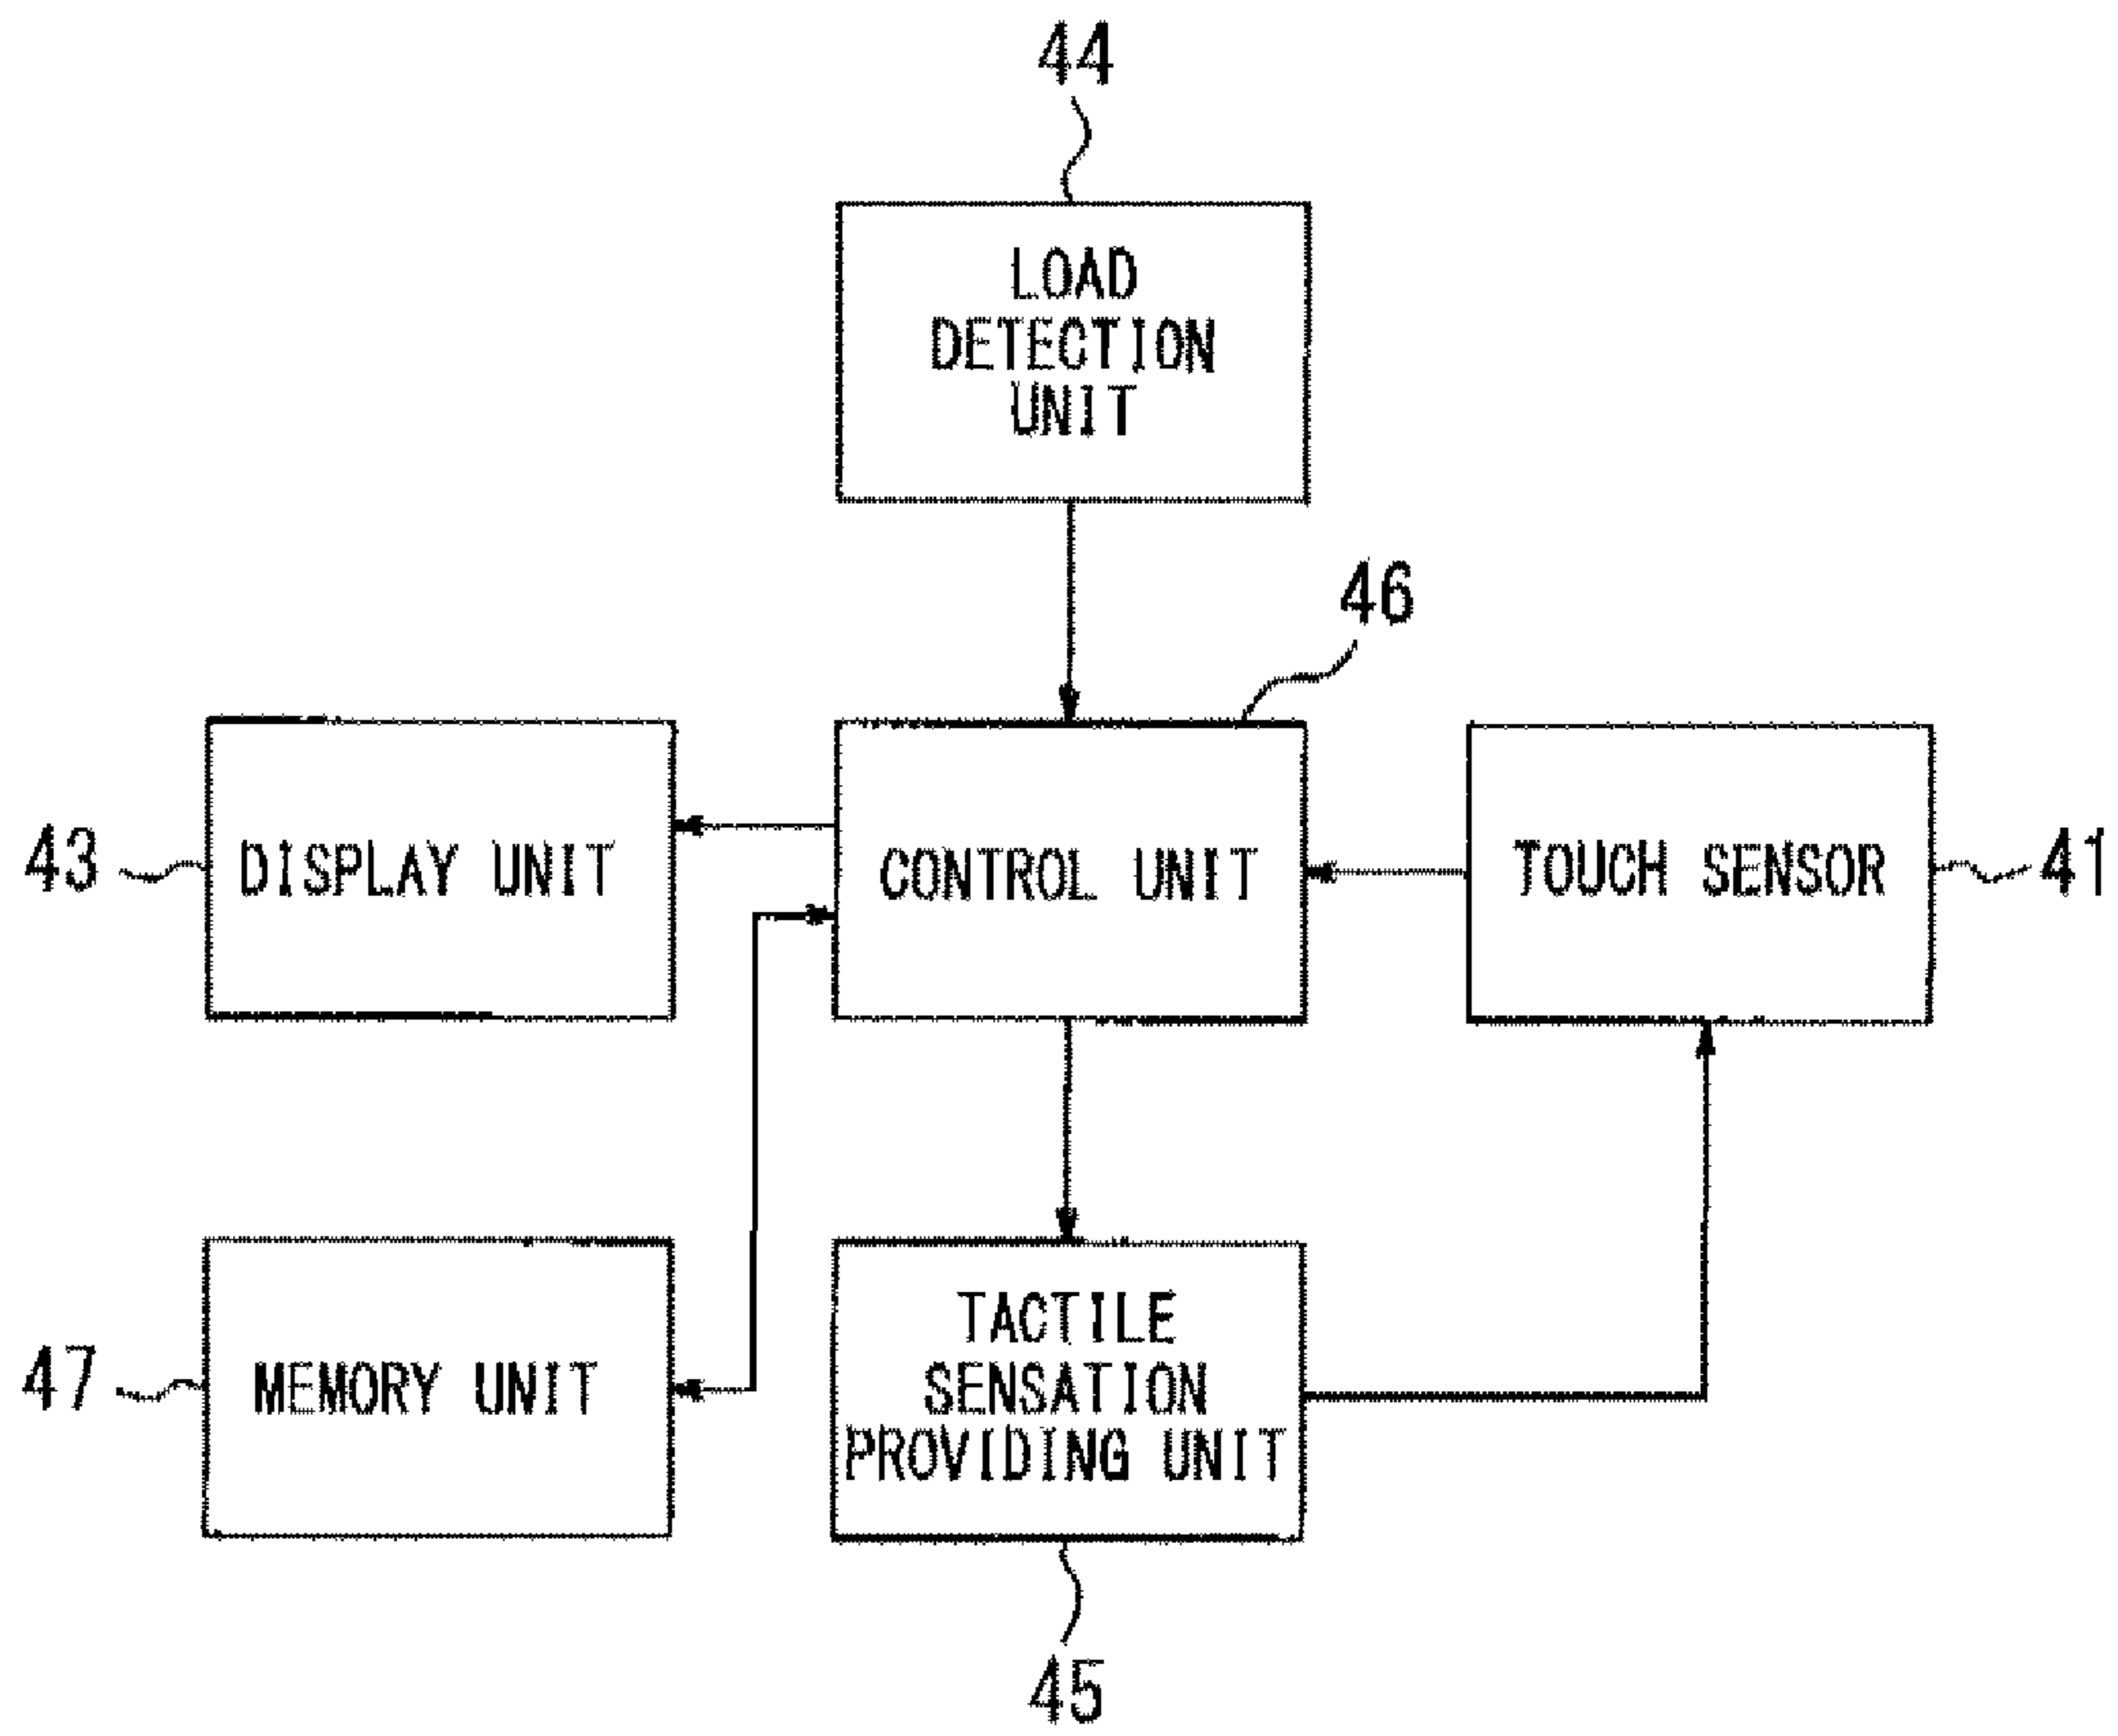 44
LOAD
DETECTION
UNIT
46
43
DISPLAY UNIT
CONTROL UNIT
TOUCH SENSOR
41
47
MEMORY UNIT
TACTILE
SENSATION
PROVIDING UNIT
45